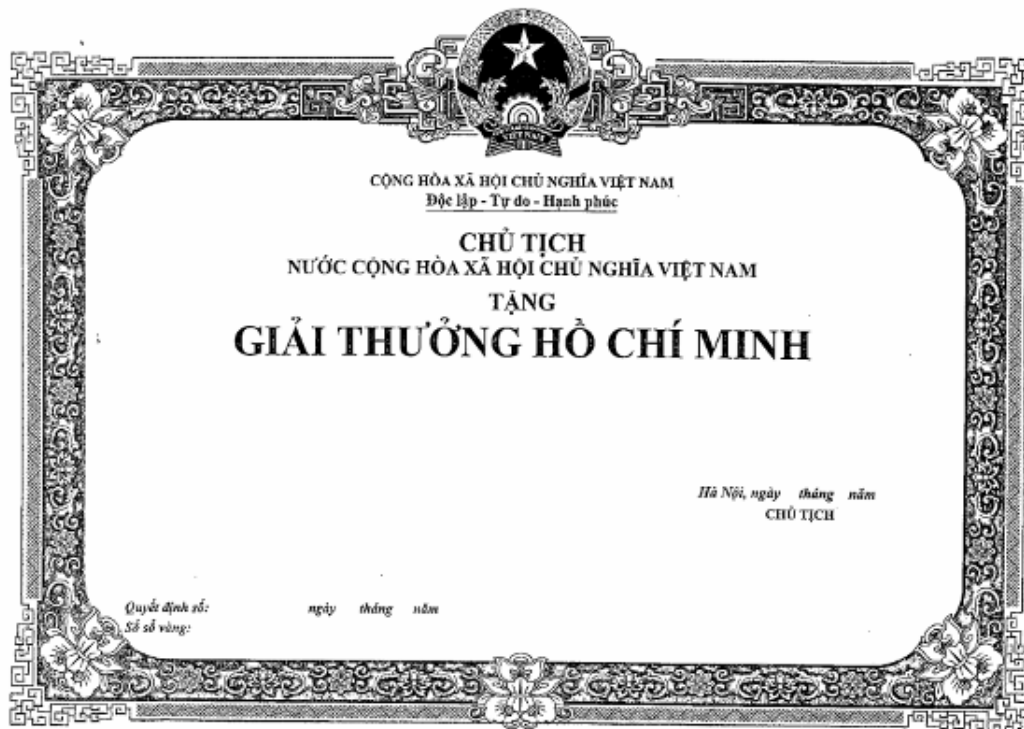 CỘNG HÒA XÃ HỘI CHỦ NGHĨA VIỆT NAM
Độc lập - Tự do - Hạnh phúc
CHỦ TỊCH
NƯỚC CỘNG HÒA XÃ HỘI CHỦ NGHĨA VIỆT NAM
TẶNG
GIẢI THƯỞNG HỒ CHÍ MINH
Hà Nội, ngày tháng năm
CHỦ TỊCH
Quyết định số: ngày tháng năm
Số sổ vàng: